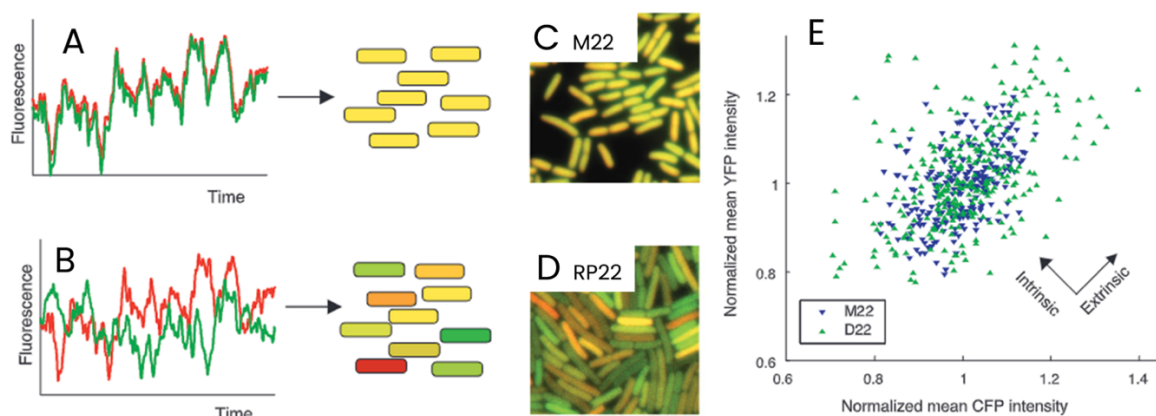 A
Fluorescence
Time
B
Fluorescence
Time
C M22
D RP22
E
Normalized mean YFP intensity
1.2
1
0.8
0.6
0.6
0.8
1
1.2
1.4
Normalized mean CFP intensity
Intrinsic
Extrinsic
M22
D22